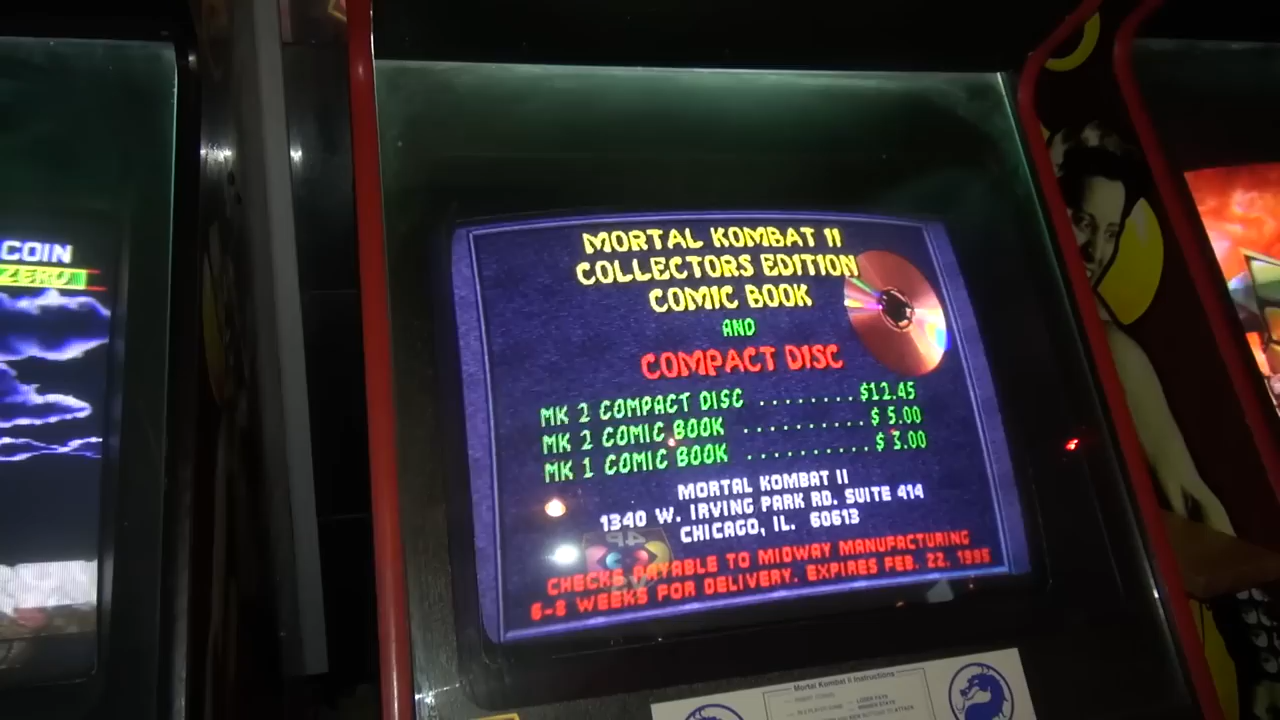 COIN
ZERO
MORTAL KOMBAT II
COLLECTORS EDITION
COMIC BOOK
AND
COMPACT DISC
MK 2 COMPACT DISC ........$12.45
MK 2 COMIC BOOK ..........$ 5.00
MK 1 COMIC BOOK ..........$ 3.00
MORTAL KOMBAT II
1340 W. IRVING PARK RD. SUITE 414
CHICAGO, IL. 60613
CHECKS PAYABLE TO MIDWAY MANUFACTURING
6-8 WEEKS FOR DELIVERY. EXPIRES FEB. 22, 1995
Mortal Kombat II Instructions